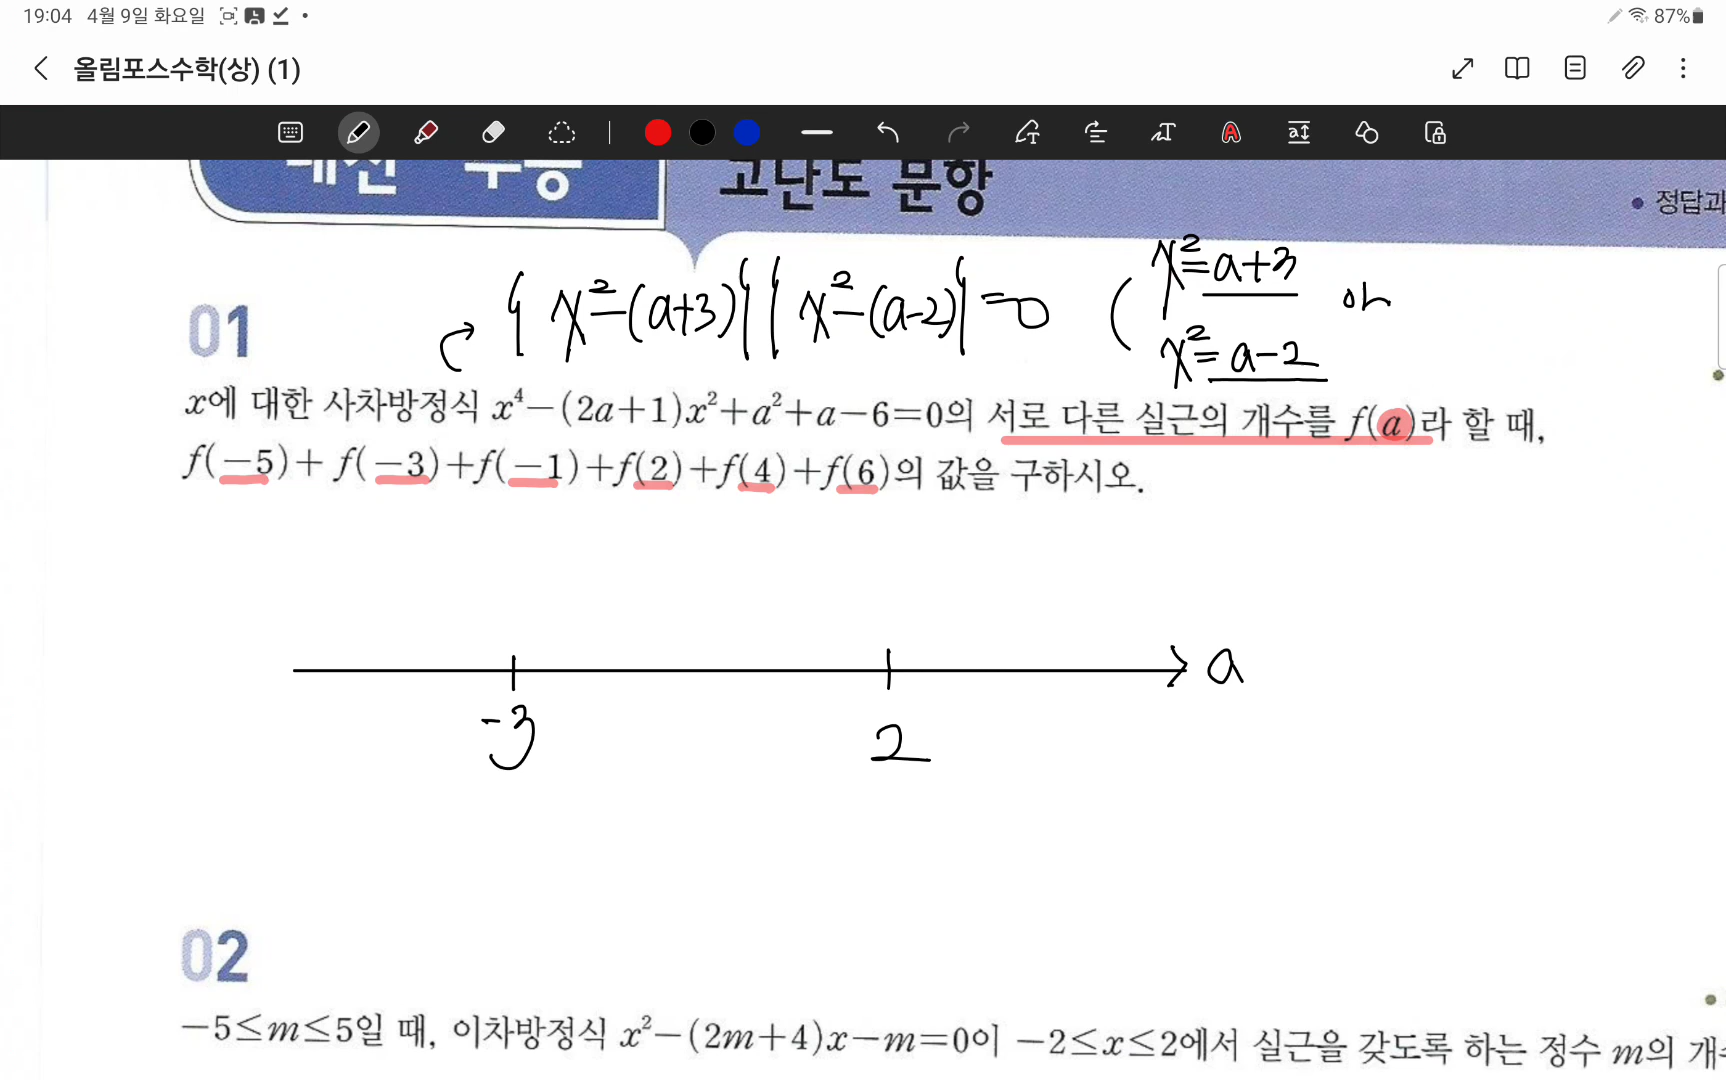 19:04 4월 9일 화요일
87%
올림포스수학(상) (1)
내신 수능 고난도 문항
• 정답과
{x²-(a+3)}{x²-(a-2)}=0
(x²=a+3 or
x²=a-2
01
x에 대한 사차방정식 x⁴-(2a+1)x²+a²+a-6=0의 서로 다른 실근의 개수를 f(a)라 할 때,
f(-5)+f(-3)+f(-1)+f(2)+f(4)+f(6)의 값을 구하시오.
a
-3 2
02
-5≤m≤5일 때, 이차방정식 x²-(2m+4)x-m=0이 -2≤x≤2에서 실근을 갖도록 하는 정수 m의 개